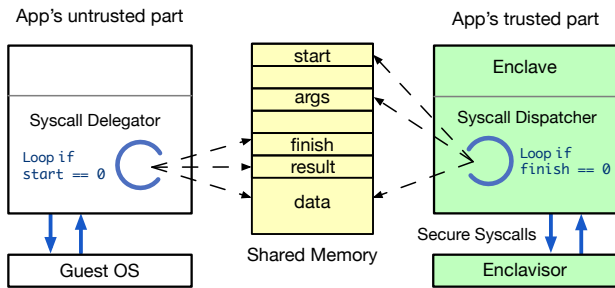 App's untrusted part
Syscall Delegator
Loop if
start == 0
Guest OS
start
args
finish
result
data
Shared Memory
App's trusted part
Enclave
Syscall Dispatcher
Loop if
finish == 0
Secure Syscalls
Enclavisor